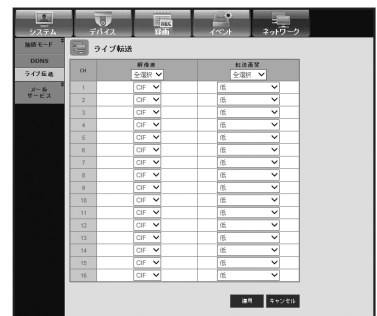 システム デバイス 録画 イベント ネットワーク
REC
接続モード
DDNS
ライブ転送
メール
サービス
ライブ転送
CH 解像度 転送画質
全選択 全選択
1 CIF 低
2 CIF 低
3 CIF 低
4 CIF 低
5 CIF 低
6 CIF 低
7 CIF 低
8 CIF 低
9 CIF 低
10 CIF 低
11 CIF 低
12 CIF 低
13 CIF 低
14 CIF 低
15 CIF 低
16 CIF 低
適用 キャンセル